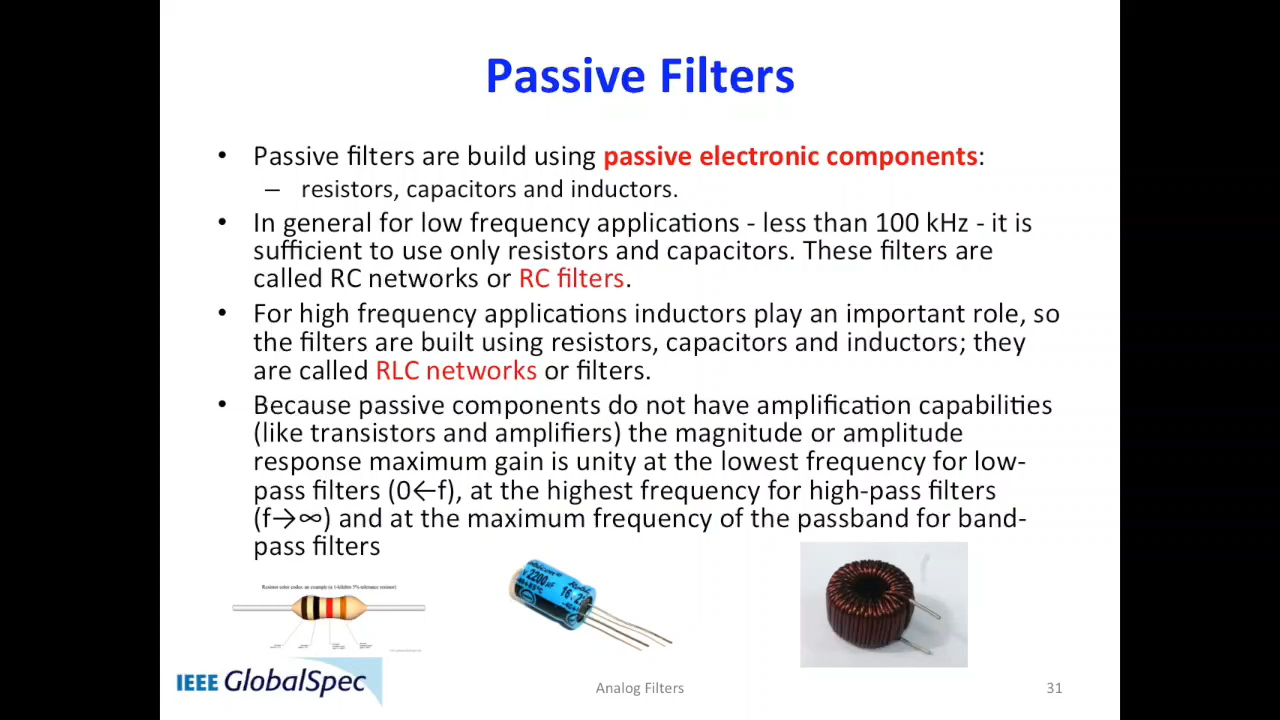 Passive Filters
• Passive filters are build using passive electronic components:
– resistors, capacitors and inductors.
• In general for low frequency applications - less than 100 kHz - it is
sufficient to use only resistors and capacitors. These filters are
called RC networks or RC filters.
• For high frequency applications inductors play an important role, so
the filters are built using resistors, capacitors and inductors; they
are called RLC networks or filters.
• Because passive components do not have amplification capabilities
(like transistors and amplifiers) the magnitude or amplitude
response maximum gain is unity at the lowest frequency for low-
pass filters (0←f), at the highest frequency for high-pass filters
(f→∞) and at the maximum frequency of the passband for band-
pass filters
2200
16
IEEE GlobalSpec
Analog Filters
31